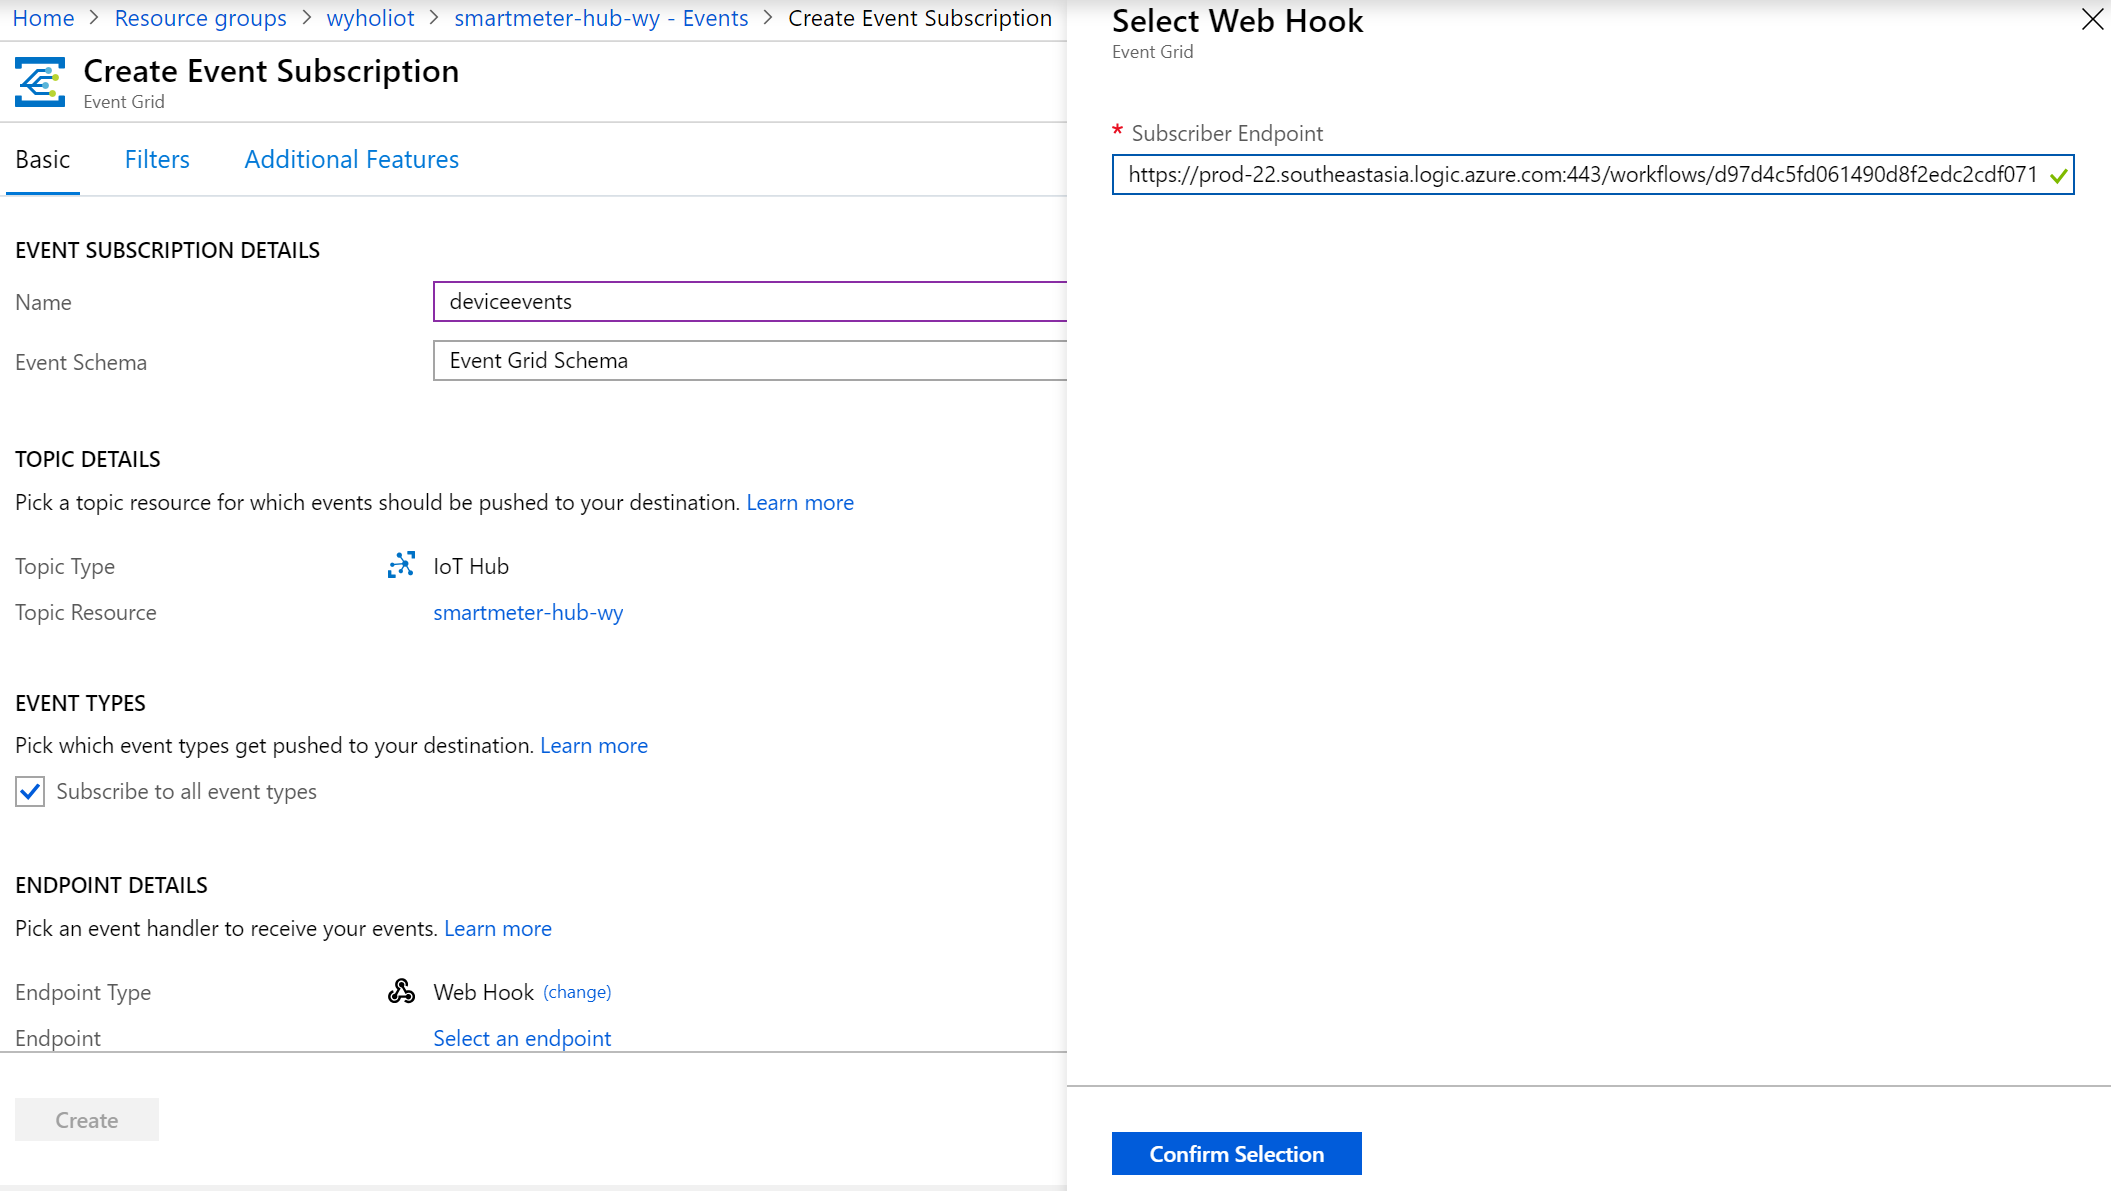 Home > Resource groups > wyholiot > smartmeter-hub-wy - Events > Create Event Subscription
Create Event Subscription
Event Grid
Basic Filters Additional Features
EVENT SUBSCRIPTION DETAILS
Name deviceevents
Event Schema Event Grid Schema
TOPIC DETAILS
Pick a topic resource for which events should be pushed to your destination. Learn more
Topic Type IoT Hub
Topic Resource smartmeter-hub-wy
EVENT TYPES
Pick which event types get pushed to your destination. Learn more
Subscribe to all event types
ENDPOINT DETAILS
Pick an event handler to receive your events. Learn more
Endpoint Type Web Hook (change)
Endpoint Select an endpoint
Create
Select Web Hook
Event Grid
* Subscriber Endpoint
https://prod-22.southeastasia.logic.azure.com:443/workflows/d97d4c5fd061490d8f2edc2cdf071
Confirm Selection